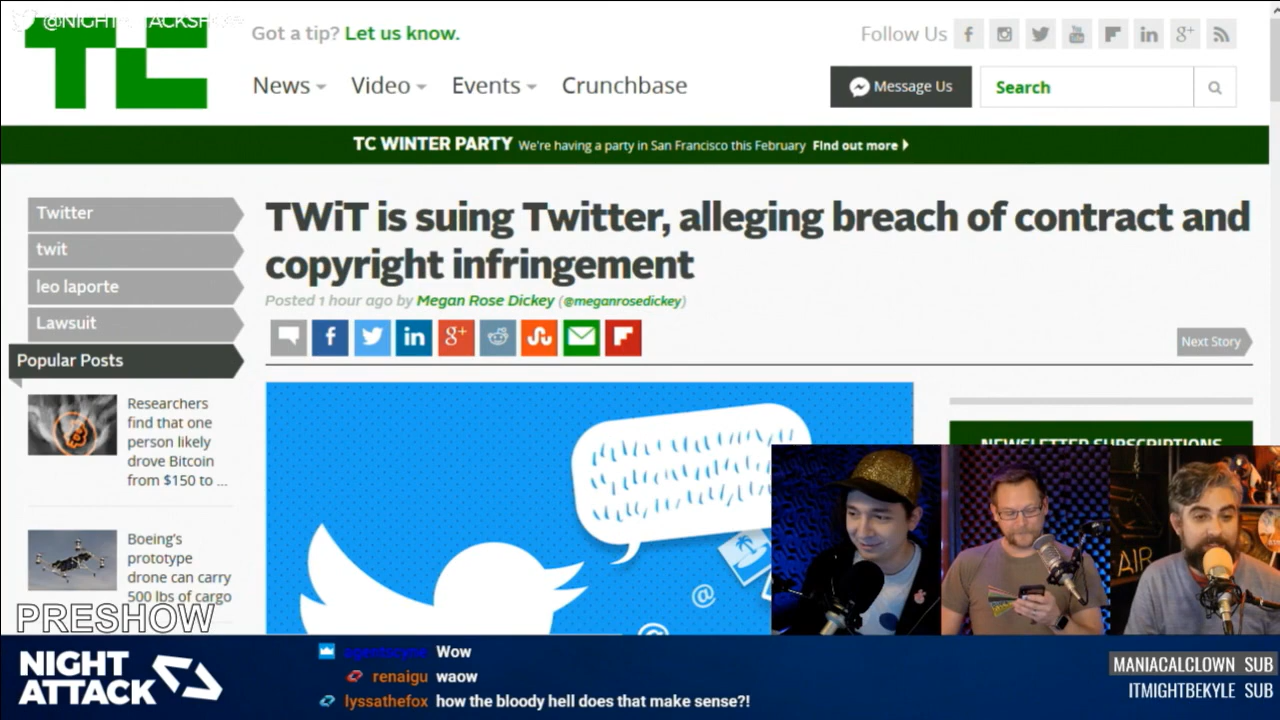 TC
Got a tip? Let us know.
Follow Us
News
Video
Events
Crunchbase
Message Us
Search
TC WINTER PARTY We're having a party in San Francisco this February Find out more
Twitter
twit
leo laporte
Lawsuit
Popular Posts
TWiT is suing Twitter, alleging breach of contract and
copyright infringement
Posted 1 hour ago by Megan Rose Dickey (@meganrosedickey)
Next Story
Researchers
find that one
person likely
drove Bitcoin
from $150 to ...
Boeing's
prototype
drone can carry
500 lbs of cargo
NEWSLETTER SUBSCRIPTIONS
@
@
AIR
PRESHOW
NIGHT
ATTACK
Wow
renaigu waow
lyssathefox how the bloody hell does that make sense?!
MANIACALCLOWN SUB
ITMIGHTBEKYLE SUB